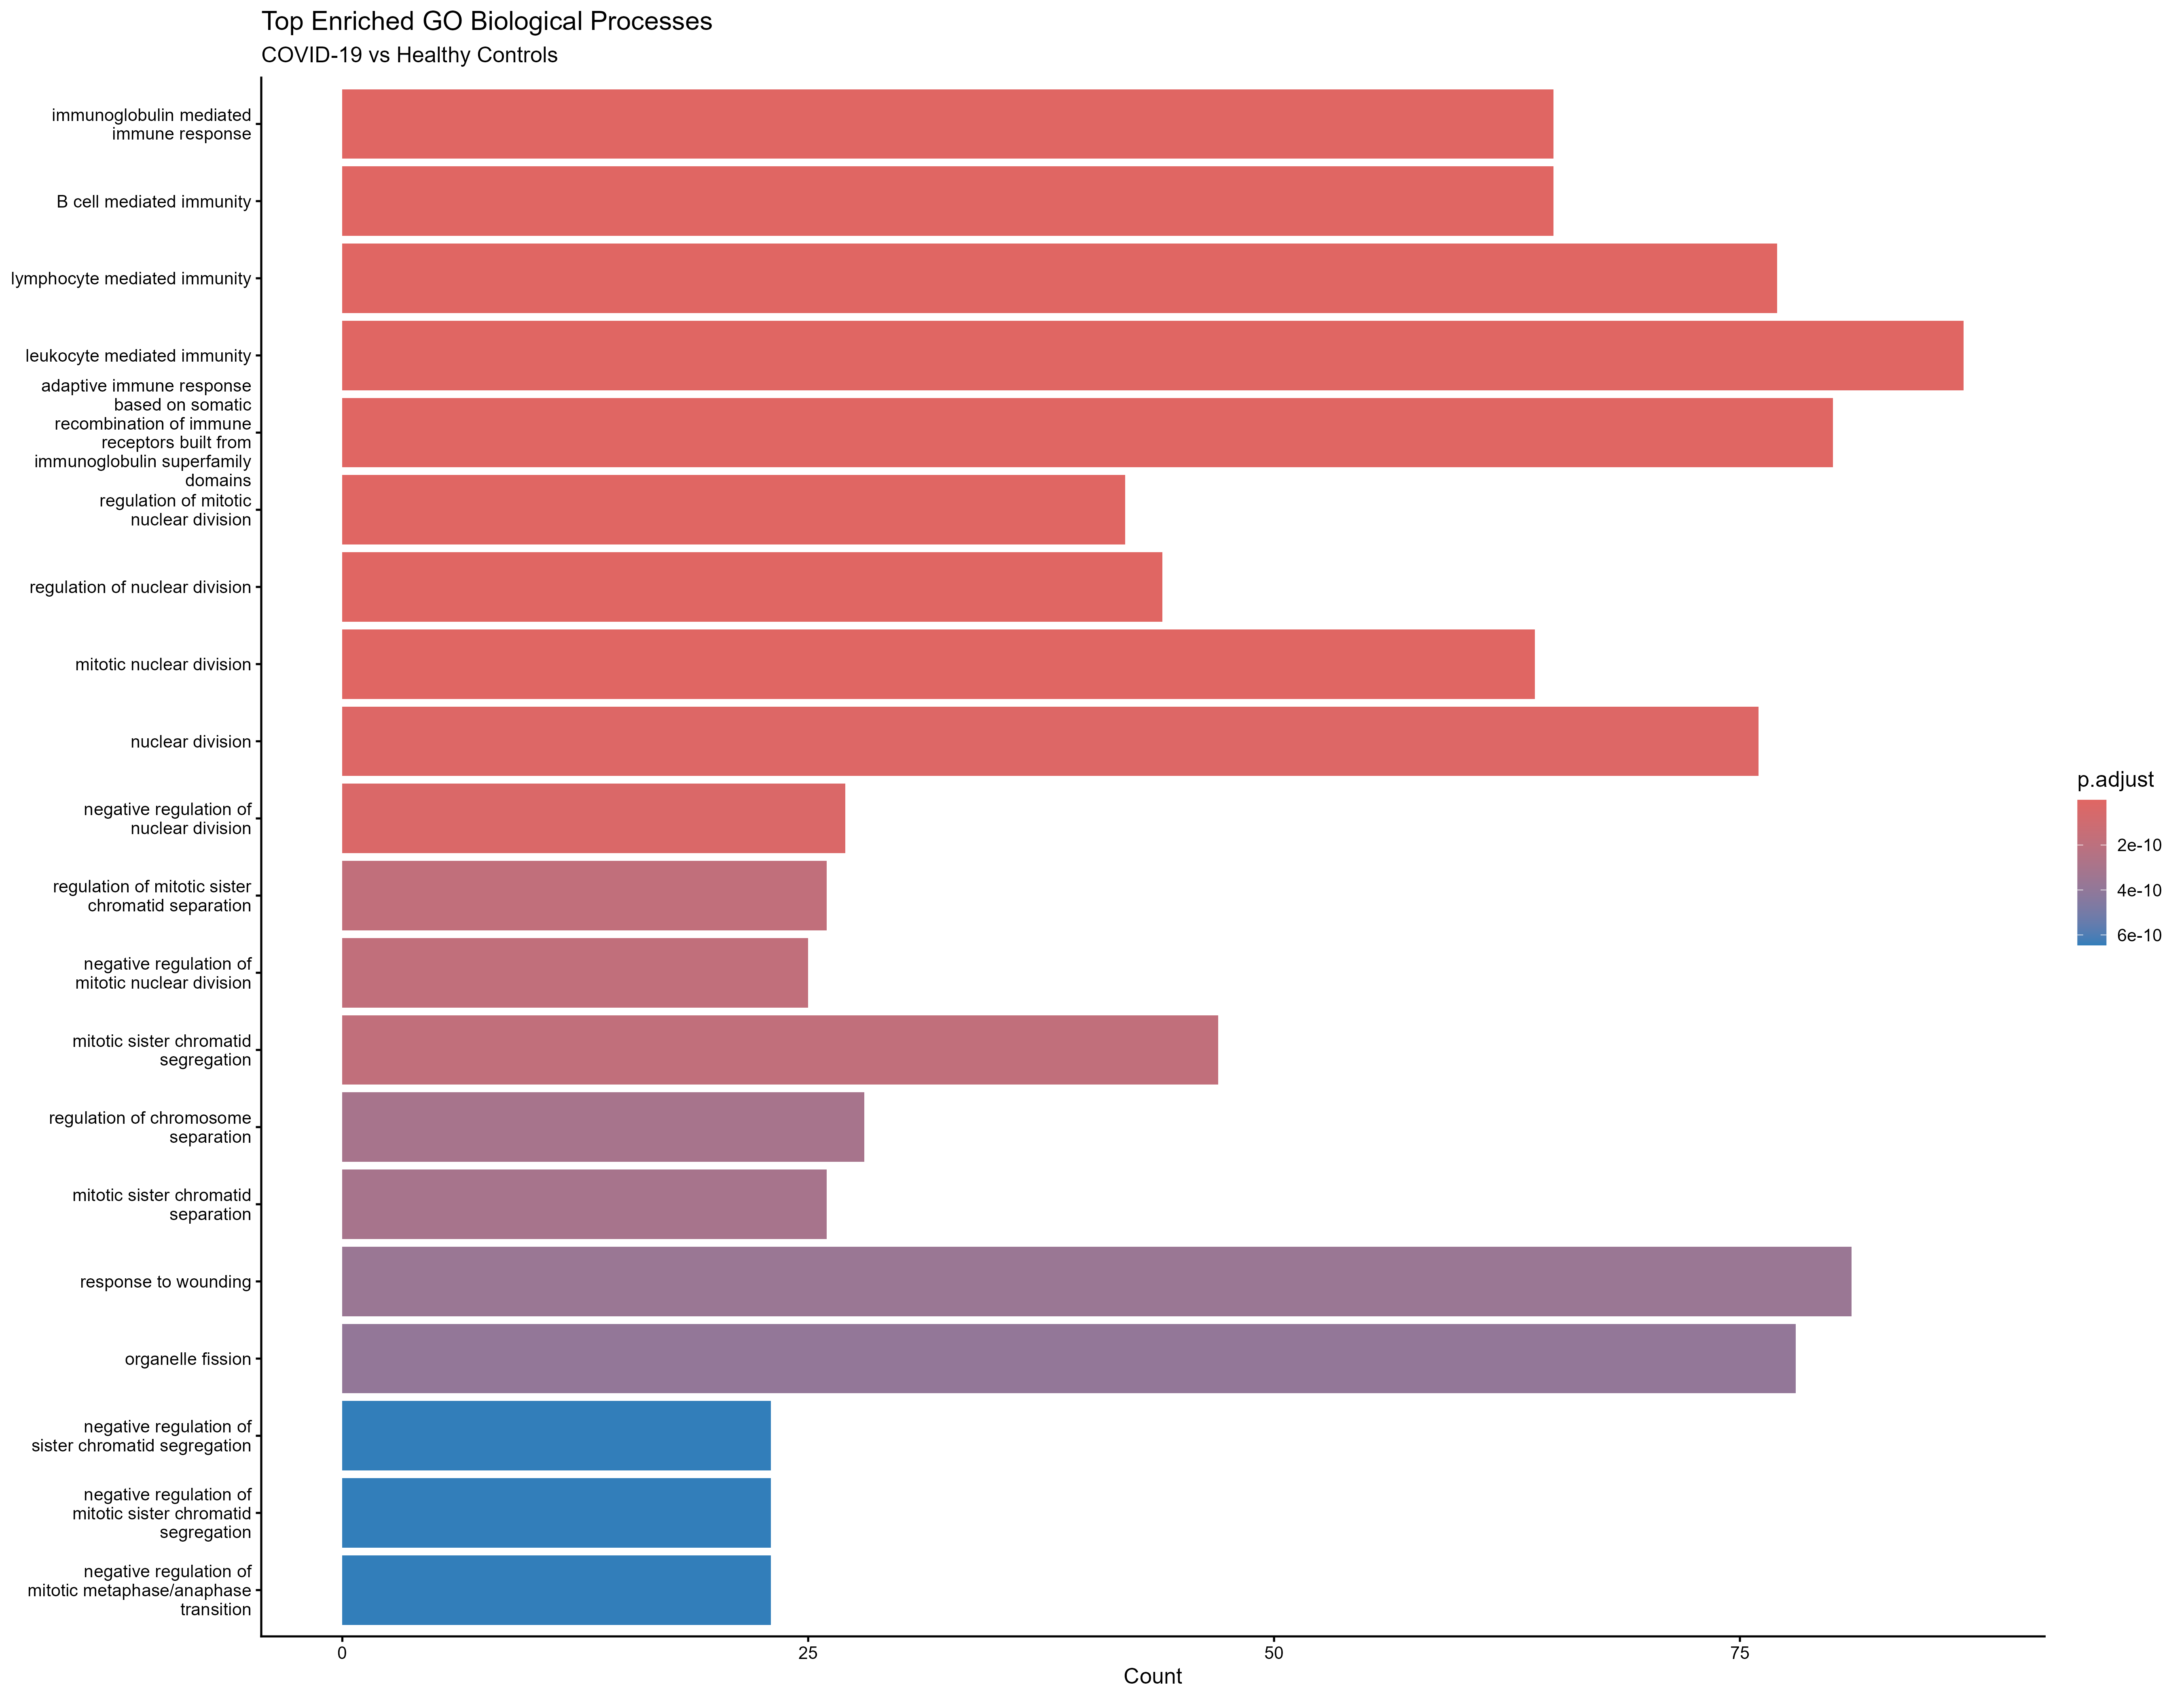 Top Enriched GO Biological Processes
COVID-19 vs Healthy Controls
immunoglobulin mediated
immune response
B cell mediated immunity
lymphocyte mediated immunity
leukocyte mediated immunity
adaptive immune response
based on somatic
recombination of immune
receptors built from
immunoglobulin superfamily
domains
regulation of mitotic
nuclear division
regulation of nuclear division
mitotic nuclear division
nuclear division
negative regulation of
nuclear division
regulation of mitotic sister
chromatid separation
negative regulation of
mitotic nuclear division
mitotic sister chromatid
segregation
regulation of chromosome
separation
mitotic sister chromatid
separation
response to wounding
organelle fission
negative regulation of
sister chromatid segregation
negative regulation of
mitotic sister chromatid
segregation
negative regulation of
mitotic metaphase/anaphase
transition
0 25 50 75
Count
p.adjust
2e-10
4e-10
6e-10